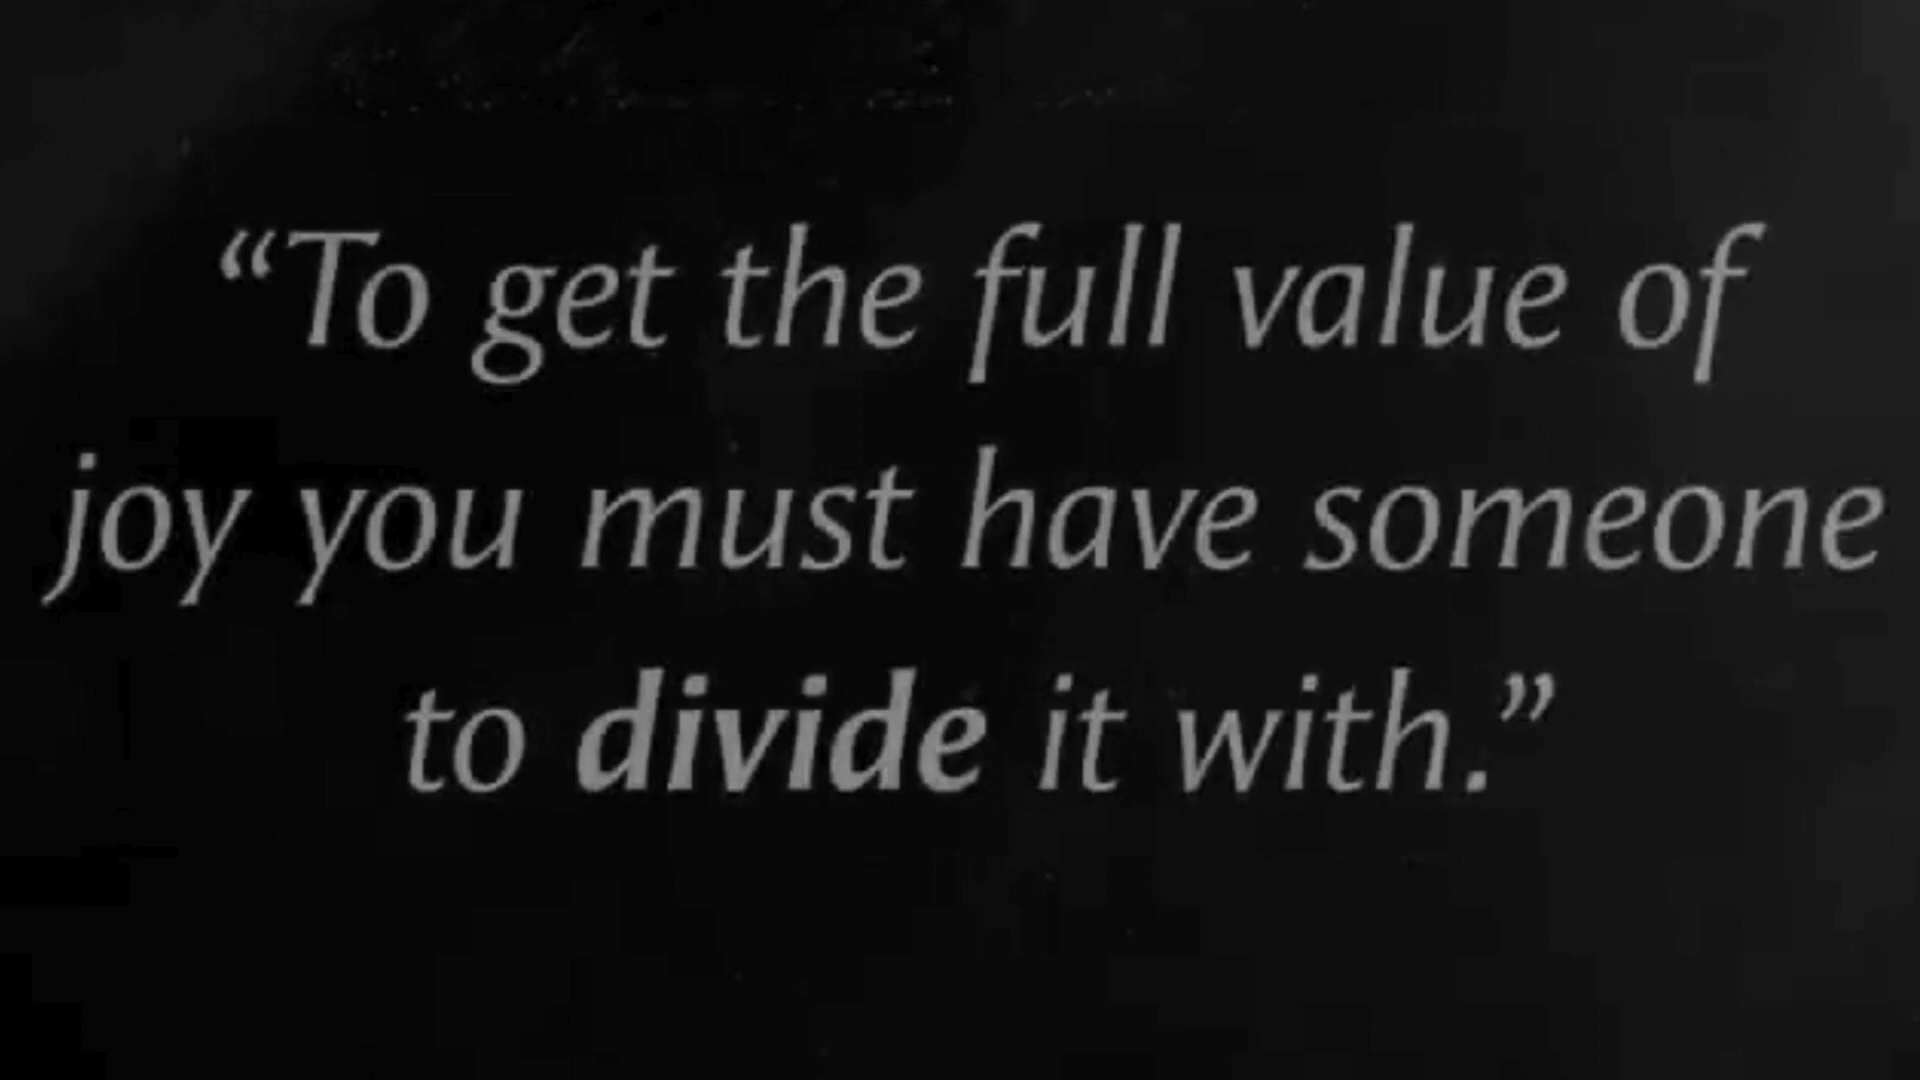 “To get the full value of
joy you must have someone
to divide it with.”